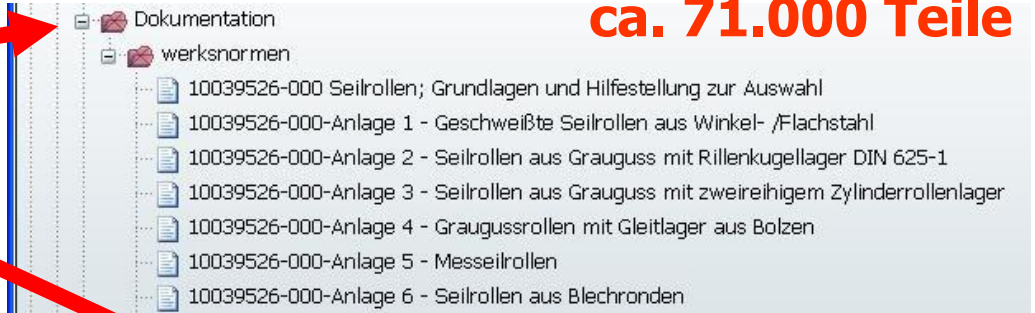 ca. 71.000 Teile
Dokumentation
werksnormen
10039526-000 Seilrollen; Grundlagen und Hilfestellung zur Auswahl
10039526-000-Anlage 1 - Geschweißte Seilrollen aus Winkel- /Flachstahl
10039526-000-Anlage 2 - Seilrollen aus Grauguss mit Rillenkugellager DIN 625-1
10039526-000-Anlage 3 - Seilrollen aus Grauguss mit zweireihigem Zylinderrollenlager
10039526-000-Anlage 4 - Graugussrollen mit Gleitlager aus Bolzen
10039526-000-Anlage 5 - Messeilrollen
10039526-000-Anlage 6 - Seilrollen aus Blechronden